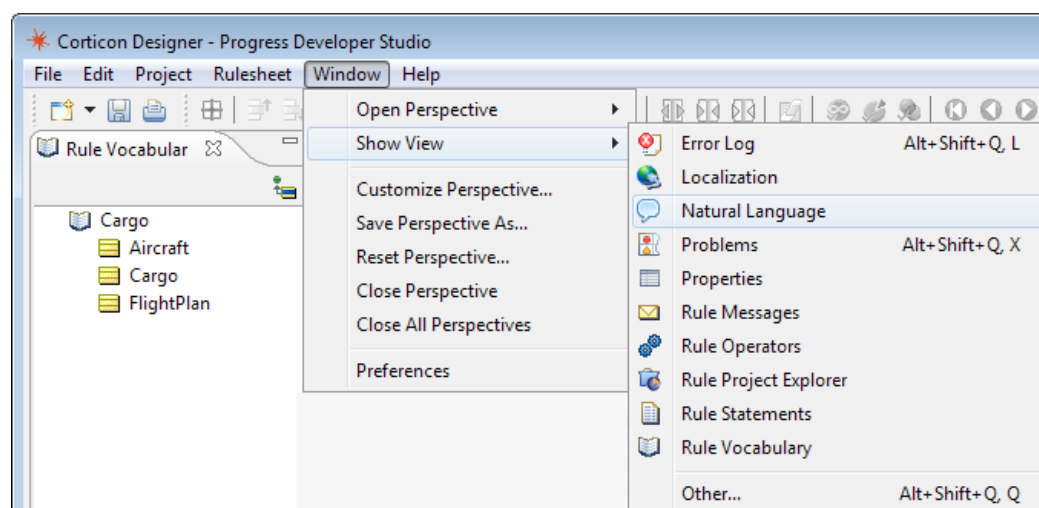 Corticon Designer - Progress Developer Studio
File Edit Project Rulesheet Window Help
Open Perspective
Rule Vocabular
Show View
Error Log Alt+Shift+Q, L
Localization
Customize Perspective...
Natural Language
Cargo
Save Perspective As...
Aircraft
Reset Perspective...
Problems Alt+Shift+Q, X
Cargo
Close Perspective
Properties
FlightPlan
Close All Perspectives
Rule Messages
Rule Operators
Preferences
Rule Project Explorer
Rule Statements
Rule Vocabulary
Other... Alt+Shift+Q, Q